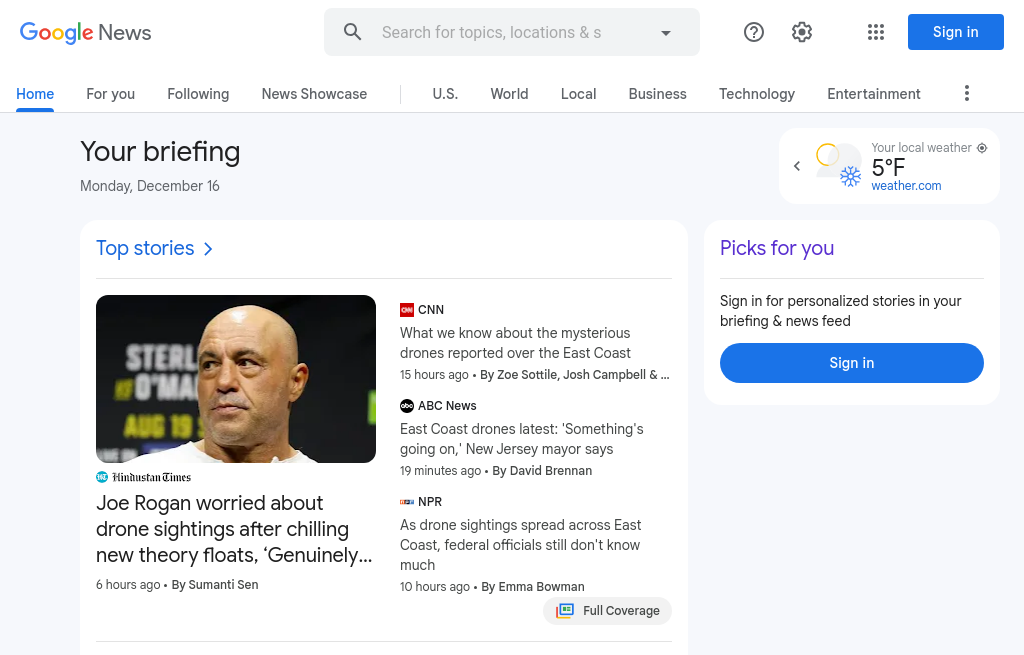 Google News
Search for topics, locations & s
Sign in
Home
For you
Following
News Showcase
U.S.
World
Local
Business
Technology
Entertainment
Your briefing
Monday, December 16
Your local weather
5°F
weather.com
Top stories
Picks for you
Sign in for personalized stories in your
briefing & news feed
Sign in
STERL
O'MA
AUG 19
Hindustan Times
Joe Rogan worried about
drone sightings after chilling
new theory floats, ‘Genuinely...
6 hours ago • By Sumanti Sen
CNN
What we know about the mysterious
drones reported over the East Coast
15 hours ago • By Zoe Sottile, Josh Campbell & ...
abc ABC News
East Coast drones latest: 'Something's
going on,' New Jersey mayor says
19 minutes ago • By David Brennan
NPR
As drone sightings spread across East
Coast, federal officials still don't know
much
10 hours ago • By Emma Bowman
Full Coverage